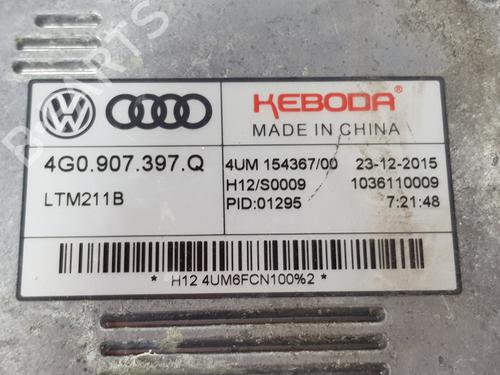 PARTS
KEBODA®
MADE IN CHINA
4G0.907.397.Q
LTM211B
4UM 154367/00 23-12-2015
H12/S0009 1036110009
PID:01295 7:21:48
* H12 4UM6FCN100%2 *